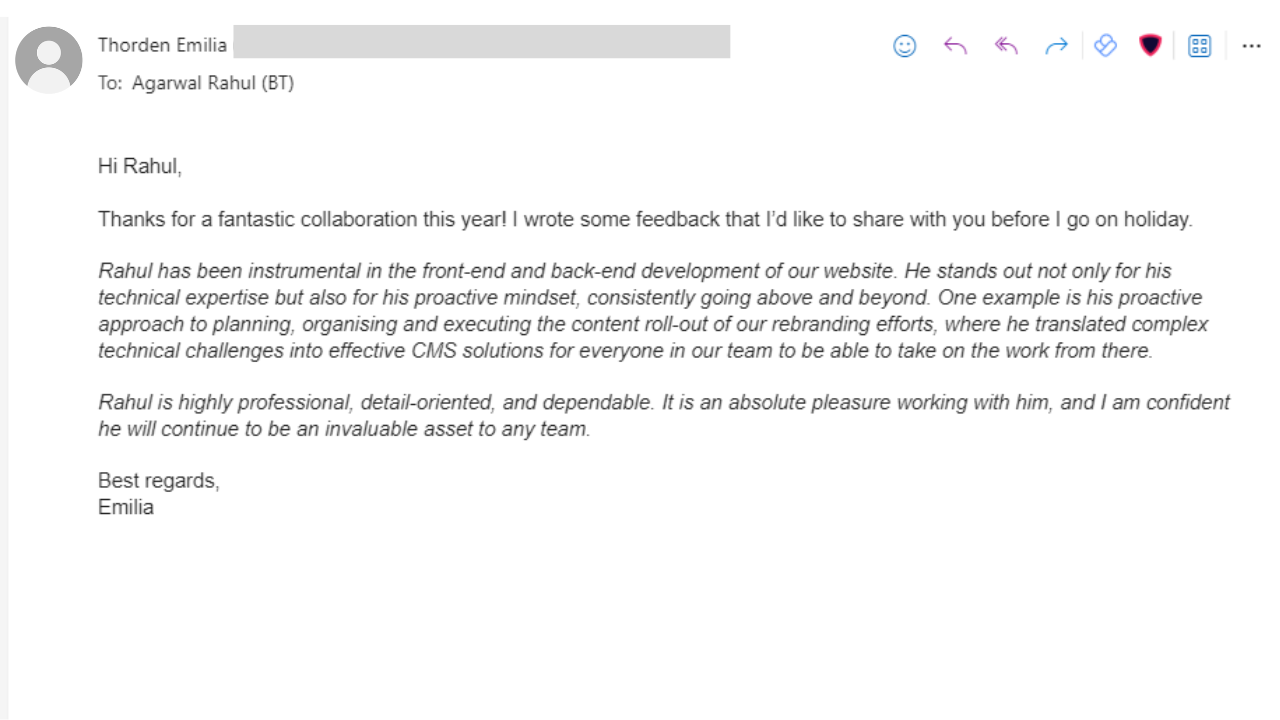 Thorden Emilia
To: Agarwal Rahul (BT)
Hi Rahul,
Thanks for a fantastic collaboration this year! I wrote some feedback that I’d like to share with you before I go on holiday.
Rahul has been instrumental in the front-end and back-end development of our website. He stands out not only for his
technical expertise but also for his proactive mindset, consistently going above and beyond. One example is his proactive
approach to planning, organising and executing the content roll-out of our rebranding efforts, where he translated complex
technical challenges into effective CMS solutions for everyone in our team to be able to take on the work from there.
Rahul is highly professional, detail-oriented, and dependable. It is an absolute pleasure working with him, and I am confident
he will continue to be an invaluable asset to any team.
Best regards,
Emilia